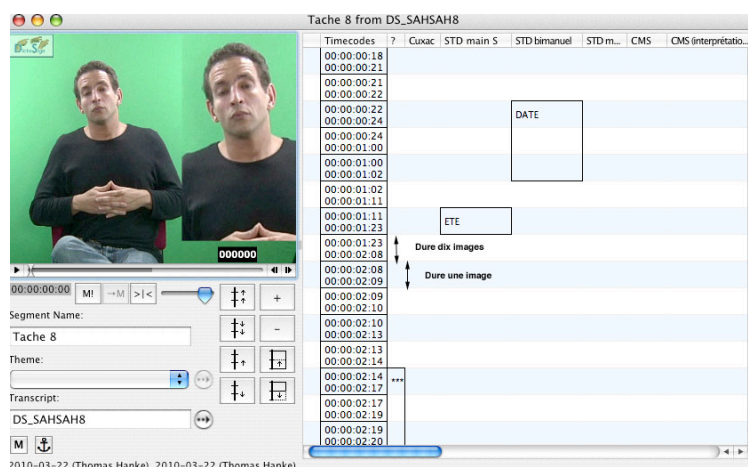 Tache 8 from DS_SAHSAH8
000000
00:00:00:00
M!
→M
>|<
+
-
Segment Name:
Tache 8
Theme:
Transcript:
DS_SAHSAH8
M
2010-03-22 (Thomas Hanke), 2010-03-22 (Thomas Hanke)
Timecodes ? Cuxac STD main S STD bimanuel STD m... CMS CMS (interprétatio...
00:00:00:18
00:00:00:21
00:00:00:21
00:00:00:22
00:00:00:22
00:00:00:24
DATE
00:00:00:24
00:00:01:00
00:00:01:00
00:00:01:02
00:00:01:02
00:00:01:11
00:00:01:11
00:00:01:23
ETE
00:00:01:23
00:00:02:08
Dure dix images
00:00:02:08
00:00:02:09
Dure une image
00:00:02:09
00:00:02:10
00:00:02:10
00:00:02:13
00:00:02:13
00:00:02:14
00:00:02:14
00:00:02:17
***
00:00:02:17
00:00:02:19
00:00:02:19
00:00:02:20